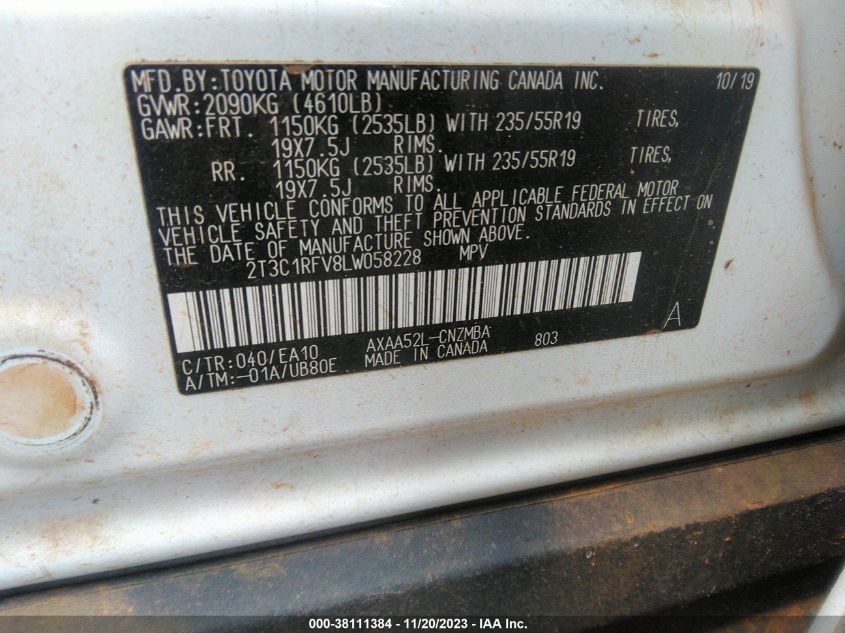 MFD.BY:TOYOTA MOTOR MANUFACTURING CANADA INC. 10/19
GVWR:2090KG (4610LB)
GAWR:FRT. 1150KG (2535LB) WITH 235/55R19 TIRES,
19X7.5J RIMS.
RR. 1150KG (2535LB) WITH 235/55R19 TIRES,
19X7.5J RIMS.
THIS VEHICLE CONFORMS TO ALL APPLICABLE FEDERAL MOTOR
VEHICLE SAFETY AND THEFT PREVENTION STANDARDS IN EFFECT ON
THE DATE OF MANUFACTURE SHOWN ABOVE.
2T3C1RFV8LW058228 MPV
A
C/TR:040/EA10 AXAA52L-CNZMBA 803
A/TM:-01A/UB80E MADE IN CANADA
000-38111384 - 11/20/2023 - IAA Inc.